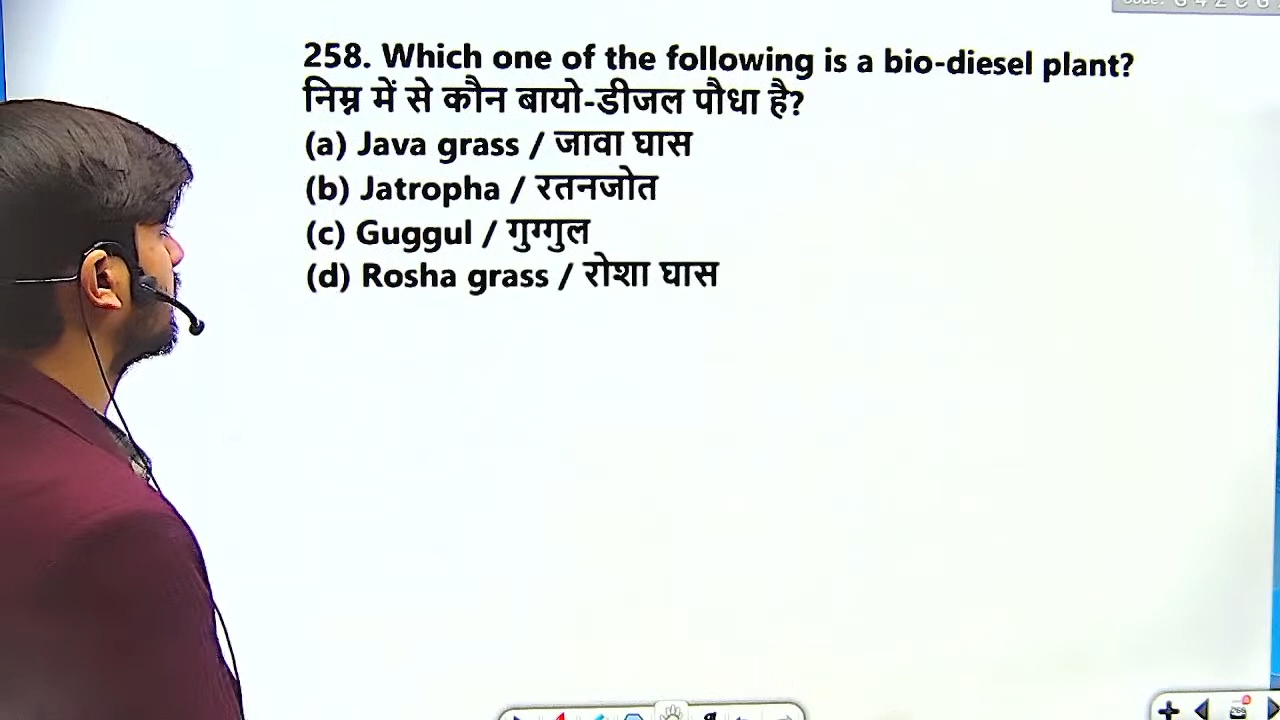 258. Which one of the following is a bio-diesel plant?
निम्न में से कौन बायो-डीजल पौधा है?
(a) Java grass / जावा घास
(b) Jatropha / रतनजोत
(c) Guggul / गुग्गुल
(d) Rosha grass / रोशा घास